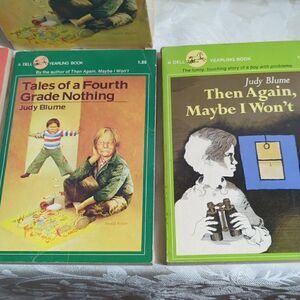 A DELL YEARLING BOOK 1.95
By the author of Then Again, Maybe I Won't
Tales of a Fourth
Grade Nothing
Judy Blume
A DELL YEARLING BOOK
The funny, touching story of a boy with problems.
Judy Blume
Then Again,
Maybe I Won't